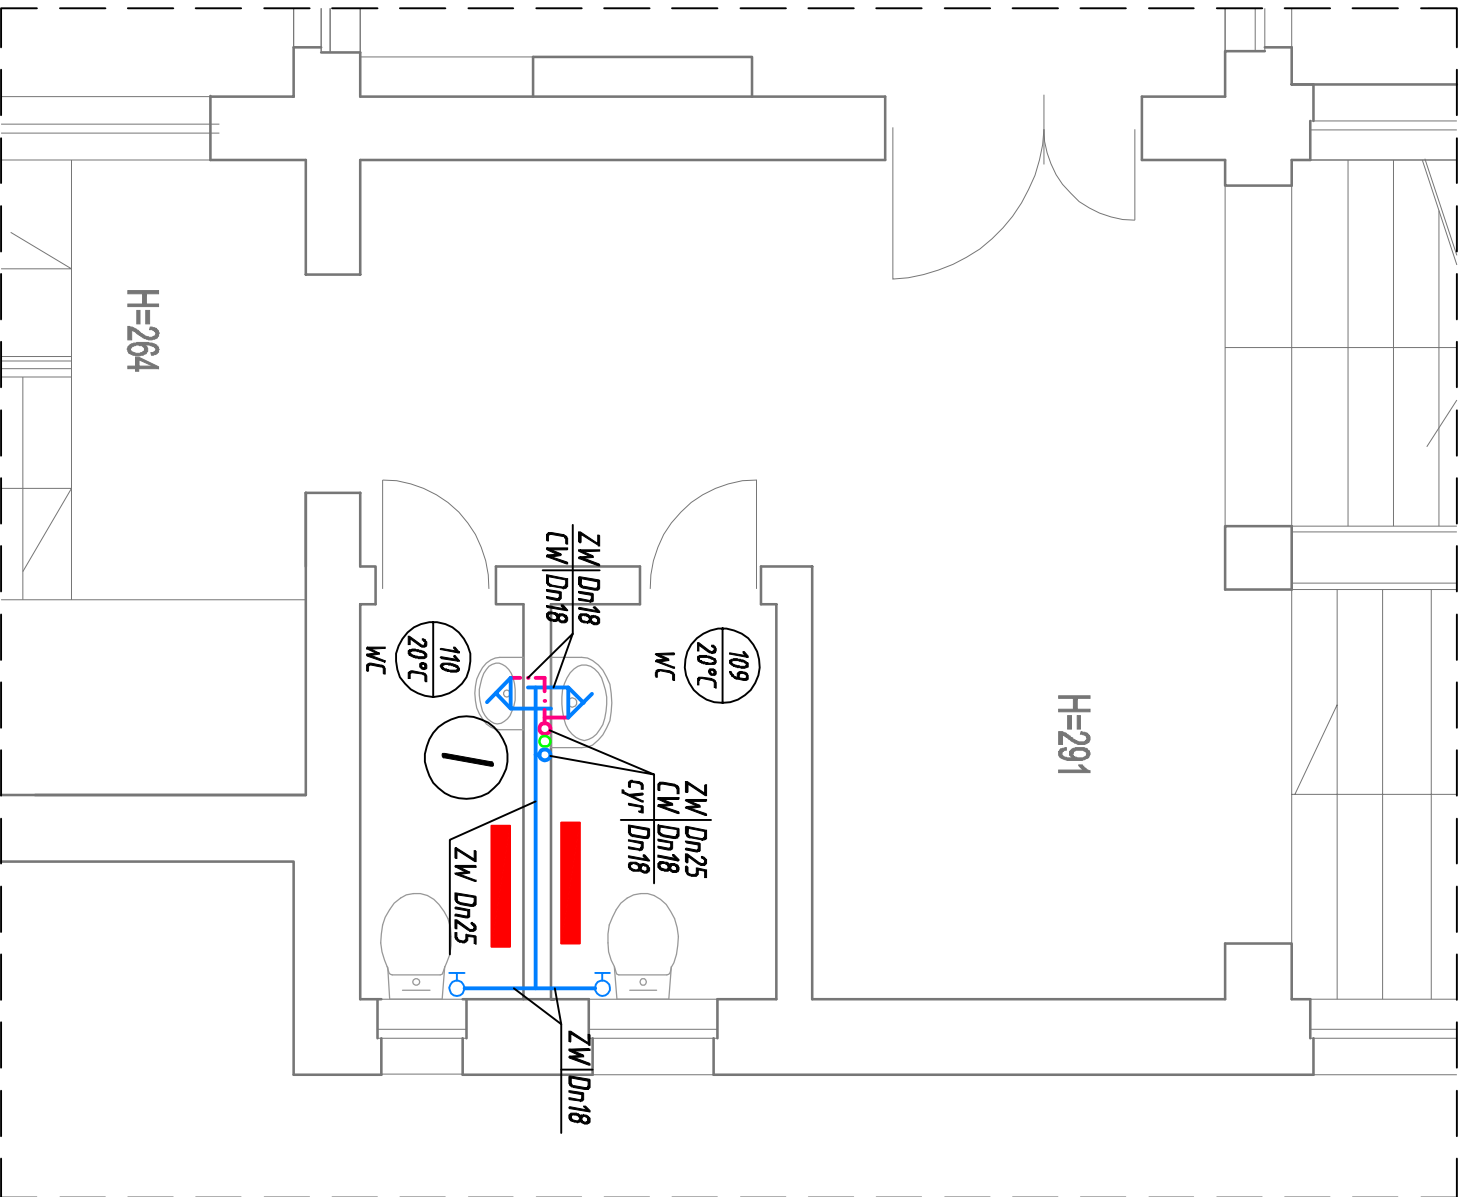 H=264
H=291
ZW Dn18
CW Dn18
109
20°C
WC
110
20°C
WC
I
ZW Dn25
CW Dn18
cyr Dn18
ZW Dn25
ZW Dn18